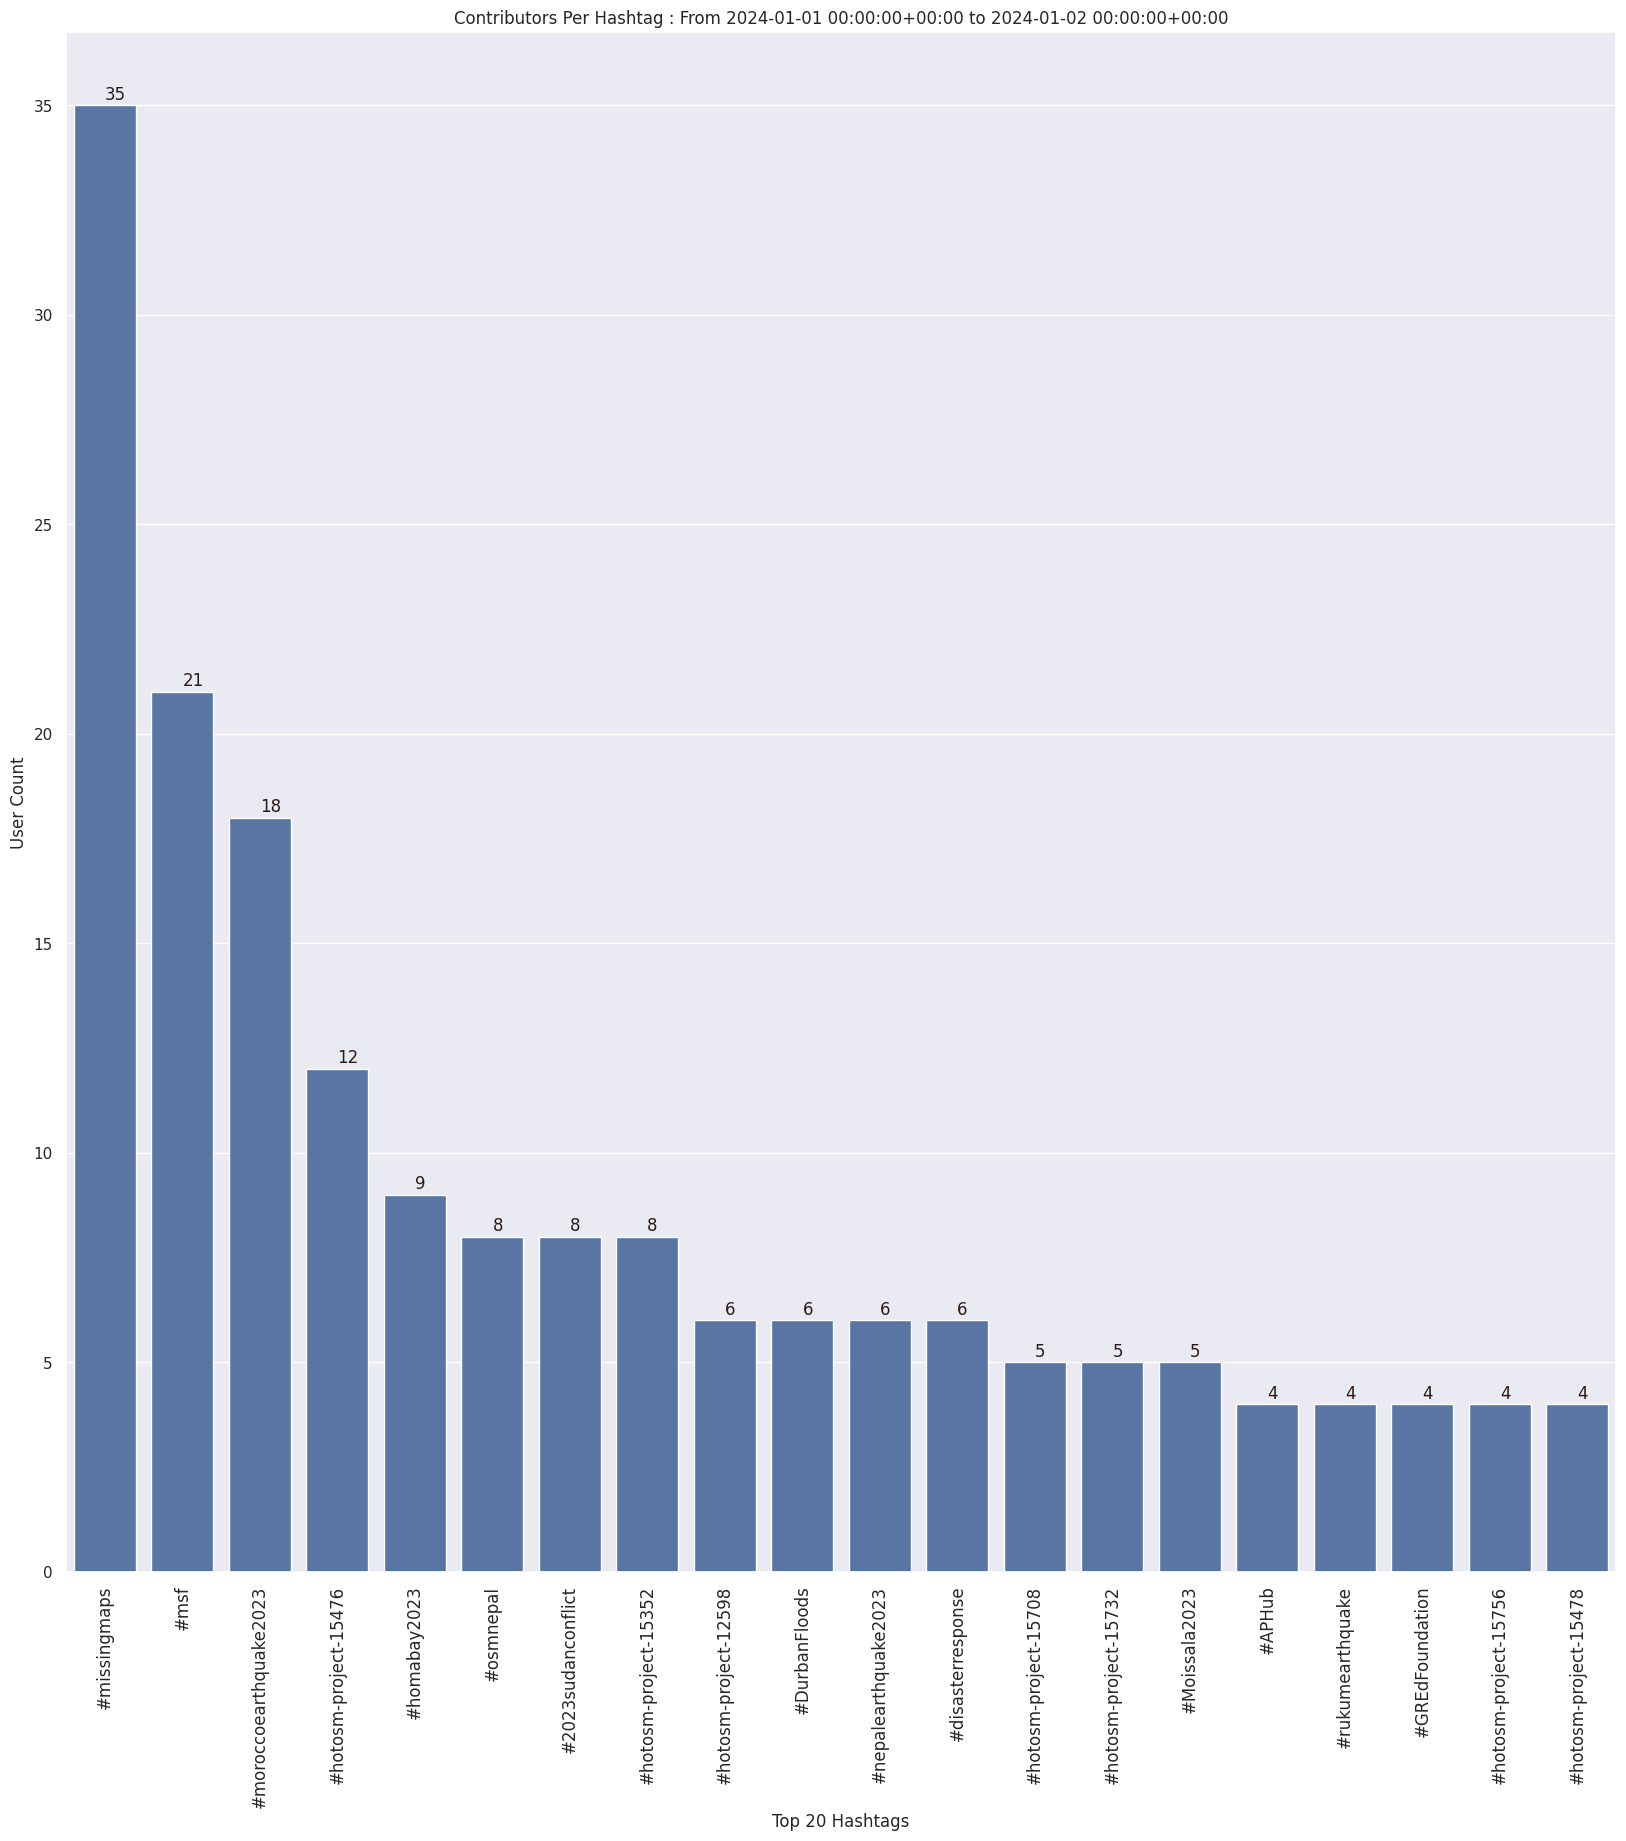 Contributors Per Hashtag : From 2024-01-01 00:00:00+00:00 to 2024-01-02 00:00:00+00:00
User Count
35
30
25
20
15
10
5
0
35
21
18
12
9
8
8
8
6
6
6
6
5
5
5
4
4
4
4
4
#missingmaps
#msf
#moroccoearthquake2023
#hotosm-project-15476
#homabay2023
#osmnepal
#2023sudanconflict
#hotosm-project-15352
#hotosm-project-12598
#DurbanFloods
#nepalearthquake2023
#disasterresponse
#hotosm-project-15708
#hotosm-project-15732
#Moissala2023
#APHub
#rukumearthquake
#GREdFoundation
#hotosm-project-15756
#hotosm-project-15478
Top 20 Hashtags